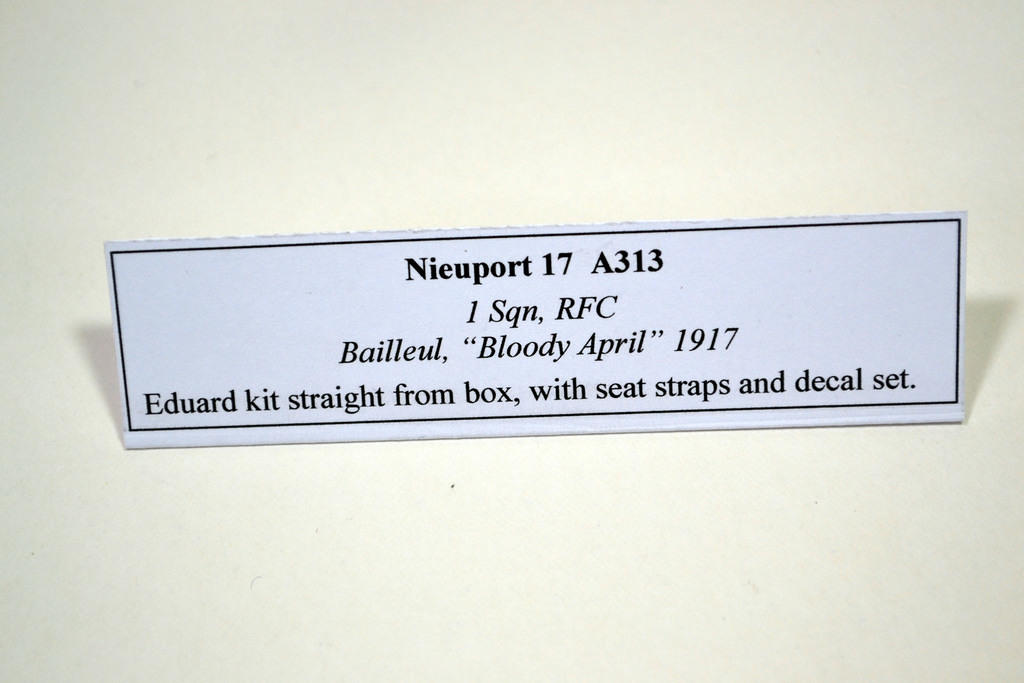 Nieuport 17 A313
1 Sqn, RFC
Bailleul, “Bloody April” 1917
Eduard kit straight from box, with seat straps and decal set.